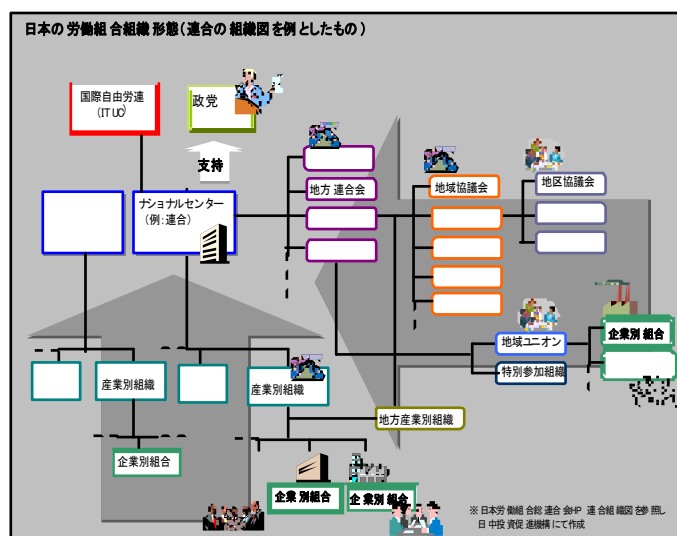 日本の労働組合組織形態（連合の組織図を例としたもの）
国際自由労連
(ITUC)
政党
支持
ナショナルセンター
（例：連合）
地方連合会
地域協議会
地区協議会
産業別組織
産業別組織
企業別組合
企業別組合
企業別組合
地方産業別組織
地域ユニオン
特別参加組織
企業別組合
※日本労働組合総連合会HP 連合組織図を参照し
日中投資促進機構にて作成